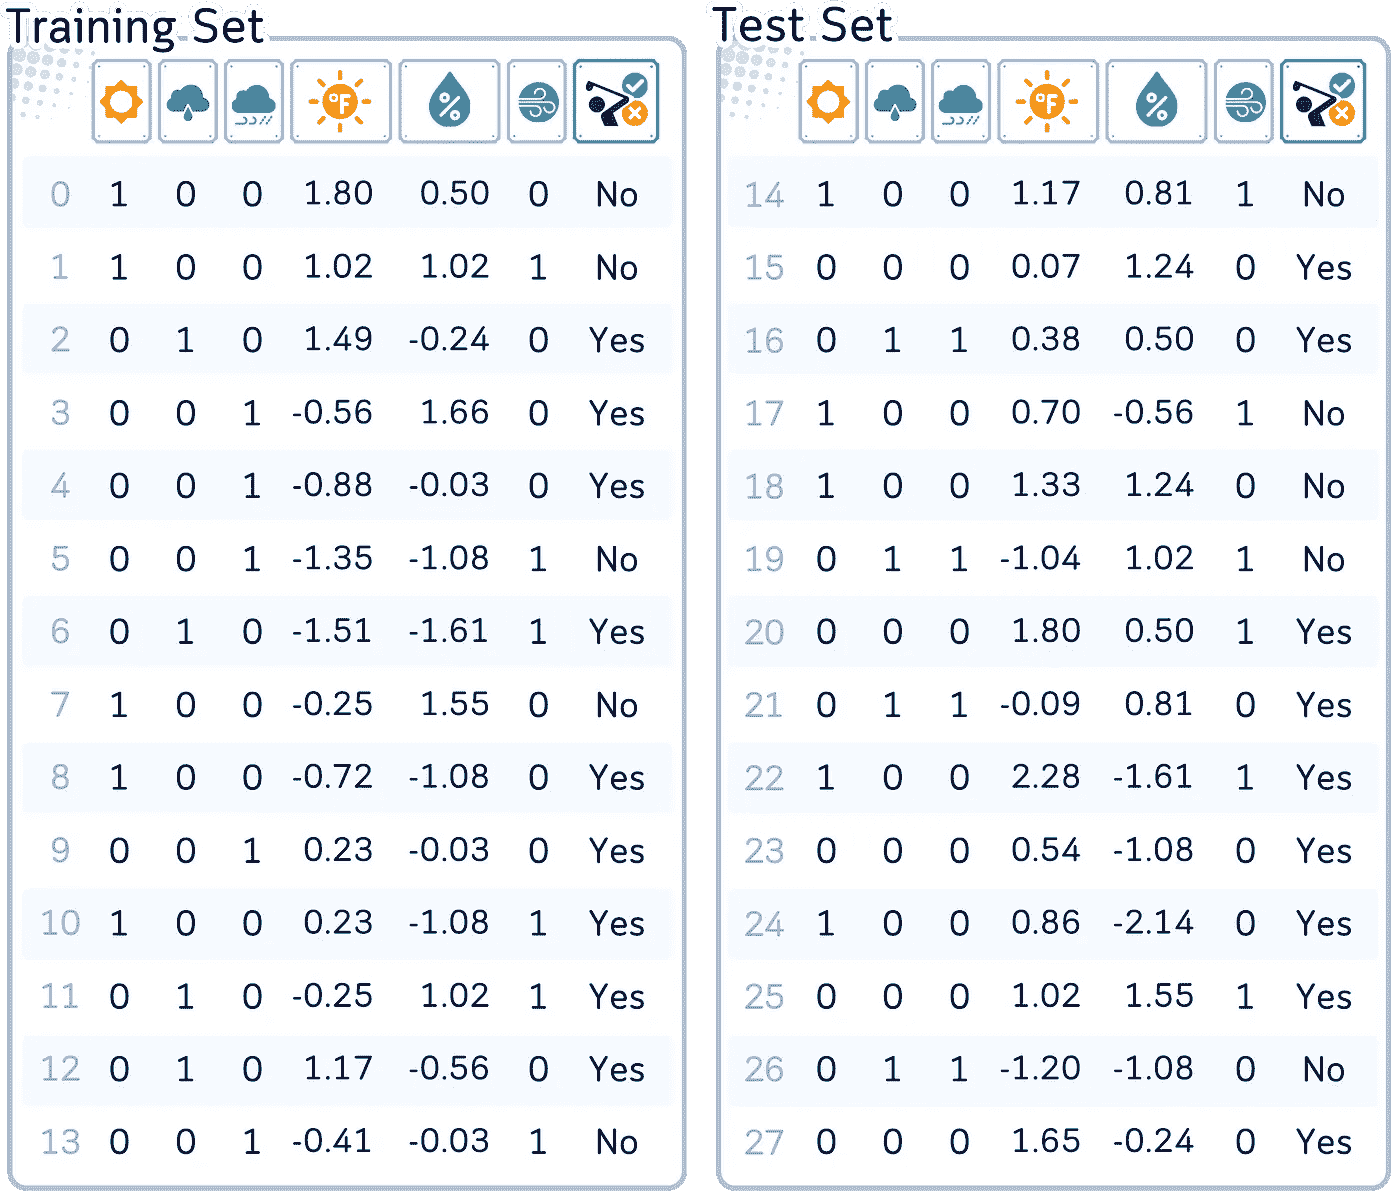 Training Set
°F %
0 1 0 0 1.80 0.50 0 No
1 1 0 0 1.02 1.02 1 No
2 0 1 0 1.49 -0.24 0 Yes
3 0 0 1 -0.56 1.66 0 Yes
4 0 0 1 -0.88 -0.03 0 Yes
5 0 0 1 -1.35 -1.08 1 No
6 0 1 0 -1.51 -1.61 1 Yes
7 1 0 0 -0.25 1.55 0 No
8 1 0 0 -0.72 -1.08 0 Yes
9 0 0 1 0.23 -0.03 0 Yes
10 1 0 0 0.23 -1.08 1 Yes
11 0 1 0 -0.25 1.02 1 Yes
12 0 1 0 1.17 -0.56 0 Yes
13 0 0 1 -0.41 -0.03 1 No
Test Set
°F %
14 1 0 0 1.17 0.81 1 No
15 0 0 0 0.07 1.24 0 Yes
16 0 1 1 0.38 0.50 0 Yes
17 1 0 0 0.70 -0.56 1 No
18 1 0 0 1.33 1.24 0 No
19 0 1 1 -1.04 1.02 1 No
20 0 0 0 1.80 0.50 1 Yes
21 0 1 1 -0.09 0.81 0 Yes
22 1 0 0 2.28 -1.61 1 Yes
23 0 0 0 0.54 -1.08 0 Yes
24 1 0 0 0.86 -2.14 0 Yes
25 0 0 0 1.02 1.55 1 Yes
26 0 1 1 -1.20 -1.08 0 No
27 0 0 0 1.65 -0.24 0 Yes